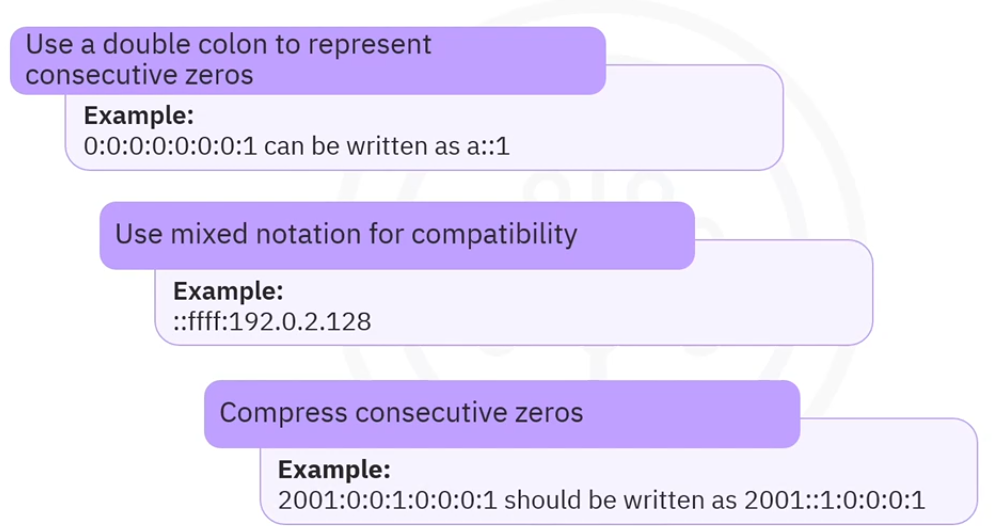 Use a double colon to represent
consecutive zeros
Example:
0:0:0:0:0:0:0:1 can be written as a::1
Use mixed notation for compatibility
Example:
::ffff:192.0.2.128
Compress consecutive zeros
Example:
2001:0:0:1:0:0:0:1 should be written as 2001::1:0:0:0:1